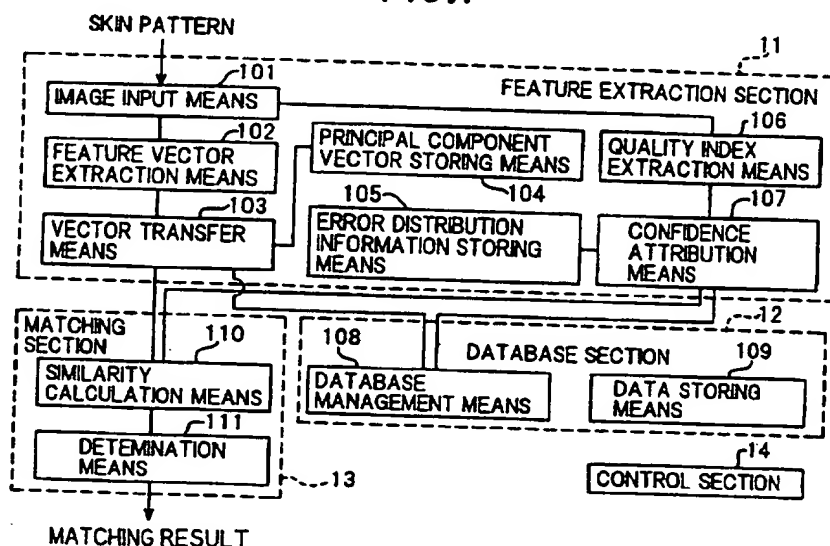 SKIN PATTERN
11
101
IMAGE INPUT MEANS
FEATURE EXTRACTION SECTION
102
FEATURE VECTOR
EXTRACTION MEANS
PRINCIPAL COMPONENT
VECTOR STORING MEANS
104
106
QUALITY INDEX
EXTRACTION MEANS
103
VECTOR TRANSFER
MEANS
105
ERROR DISTRIBUTION
INFORMATION STORING
MEANS
107
CONFIDENCE
ATTRIBUTION
MEANS
MATCHING
SECTION
110
SIMILARITY
CALCULATION MEANS
111
DETEMINATION
MEANS
13
MATCHING RESULT
12
DATABASE SECTION
108
DATABASE
MANAGEMENT MEANS
109
DATA STORING
MEANS
14
CONTROL SECTION